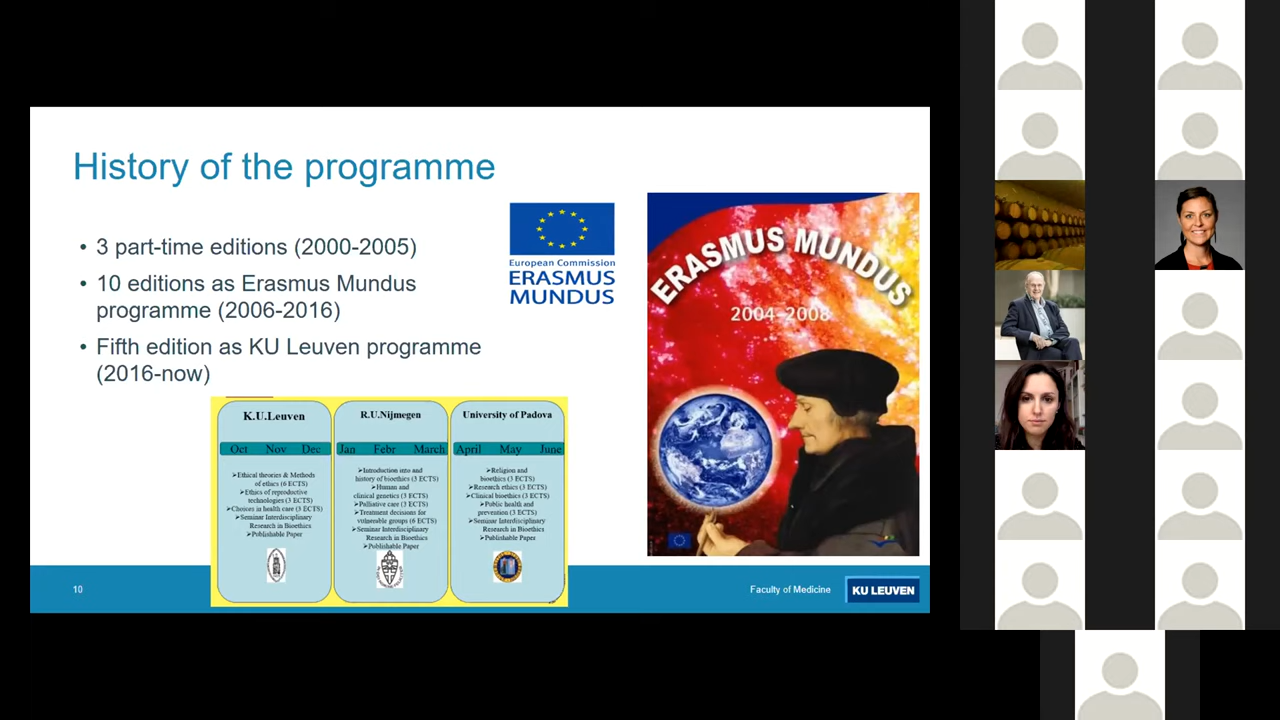 History of the programme
• 3 part-time editions (2000-2005)
• 10 editions as Erasmus Mundus
programme (2006-2016)
• Fifth edition as KU Leuven programme
(2016-now)
European Commission
ERASMUS
MUNDUS
ERASMUS MUNDUS
2004-2008
K.U.Leuven
Oct Nov Dec
➢Ethical theories & Methods
of ethics (6 ECTS)
➢Ethics of reproductive
technologies (3 ECTS)
➢Choices in health care (3 ECTS)
➢Seminar Interdisciplinary
Research in Bioethics
➢Publishable Paper
R.U.Nijmegen
Jan Febr March
➢Introduction into and
history of bioethics (3 ECTS)
➢Human and
clinical genetics (3 ECTS)
➢Palliative care (3 ECTS)
➢Treatment decisions for
vulnerable groups (6 ECTS)
➢Seminar Interdisciplinary
Research in Bioethics
➢Publishable Paper
University of Padova
April May June
➢Religion and
bioethics (3 ECTS)
➢Research ethics (3 ECTS)
➢Clinical bioethics (3 ECTS)
➢Public health and
prevention (3 ECTS)
➢Seminar Interdisciplinary
Research in Bioethics
➢Publishable Paper
10
Faculty of Medicine
KU LEUVEN